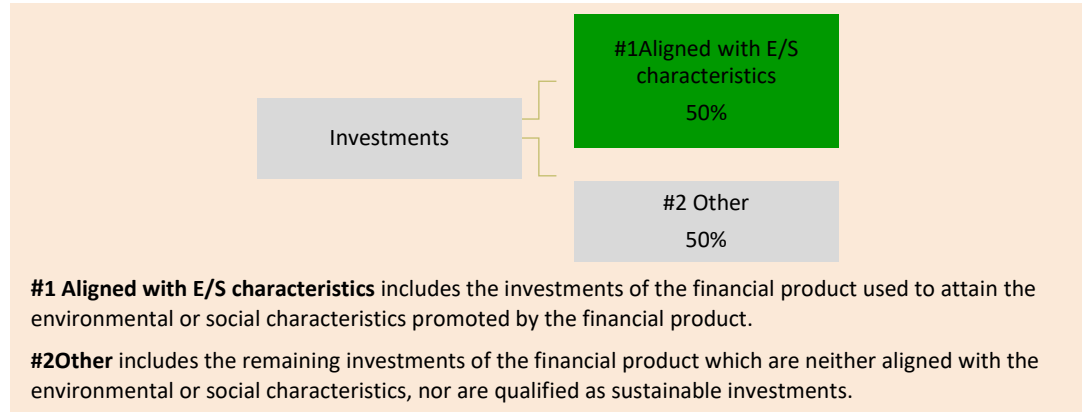 #1Aligned with E/S
characteristics
50%
Investments
#2 Other
50%
#1 Aligned with E/S characteristics includes the investments of the financial product used to attain the
environmental or social characteristics promoted by the financial product.
#2Other includes the remaining investments of the financial product which are neither aligned with the
environmental or social characteristics, nor are qualified as sustainable investments.